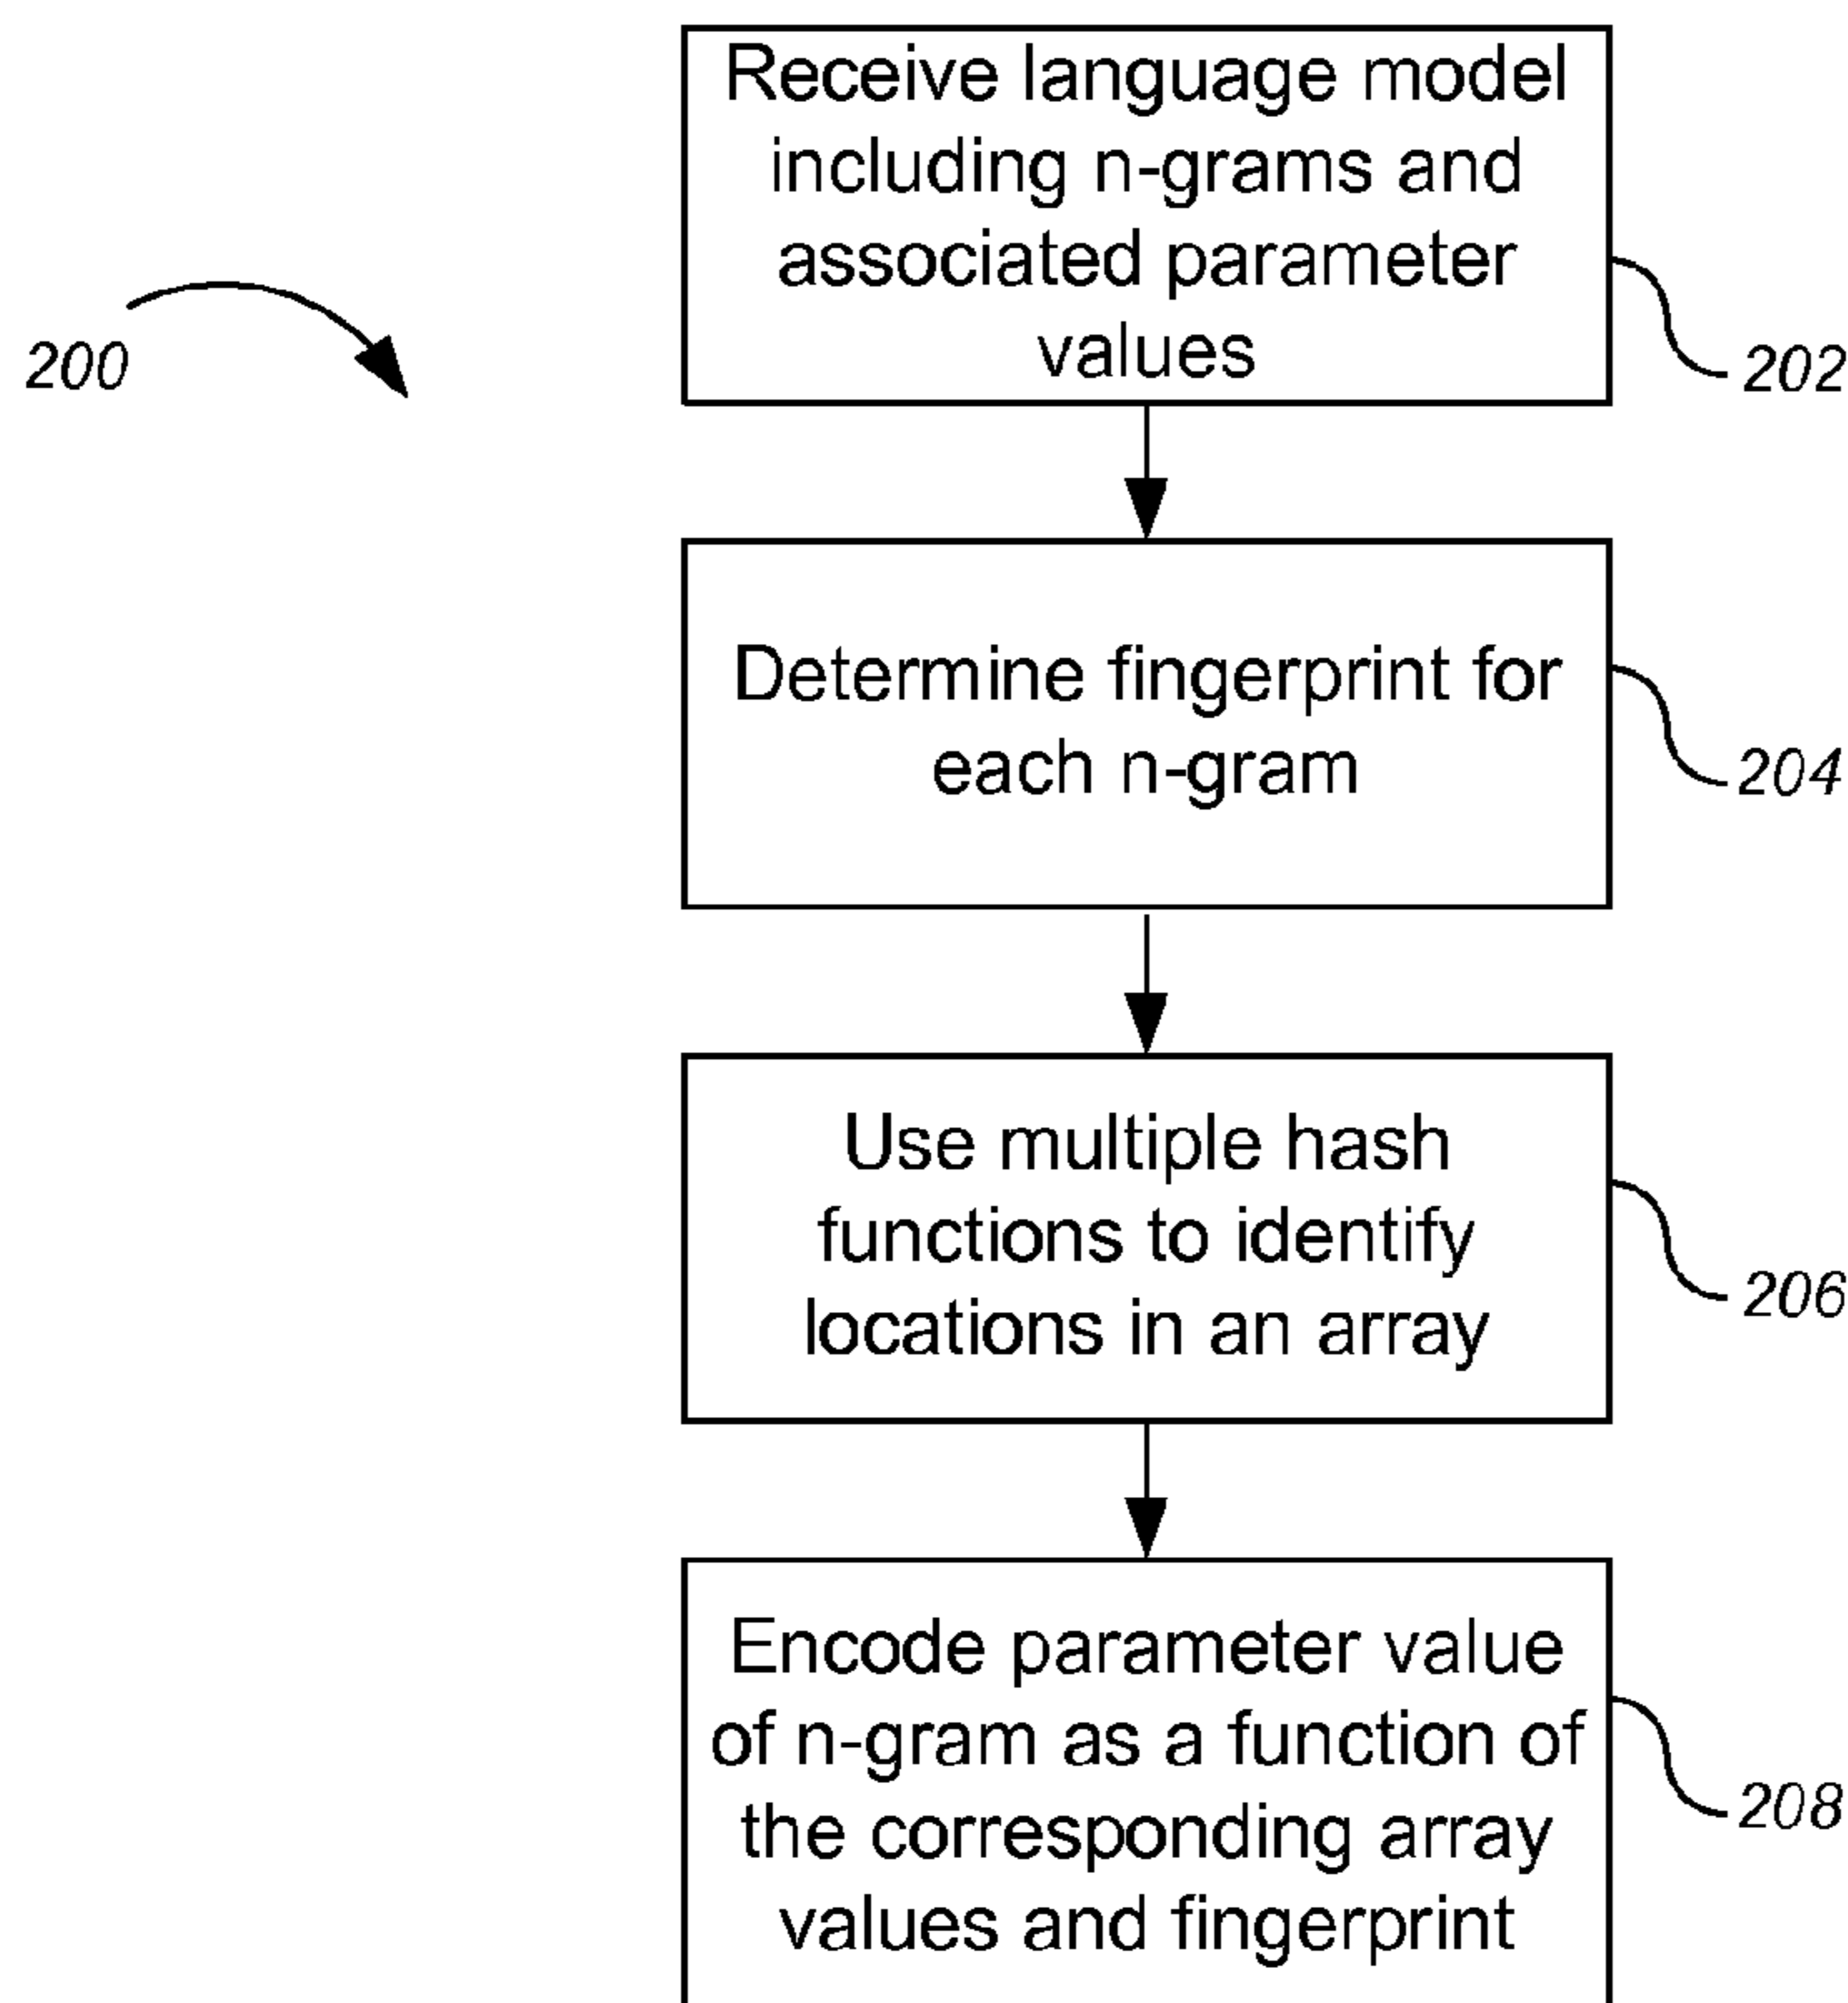 Receive language model
including n-grams and
associated parameter
values
200
202
Determine fingerprint for
each n-gram
204
Use multiple hash
functions to identify
locations in an array
206
Encode parameter value
of n-gram as a function of
the corresponding array
values and fingerprint
208